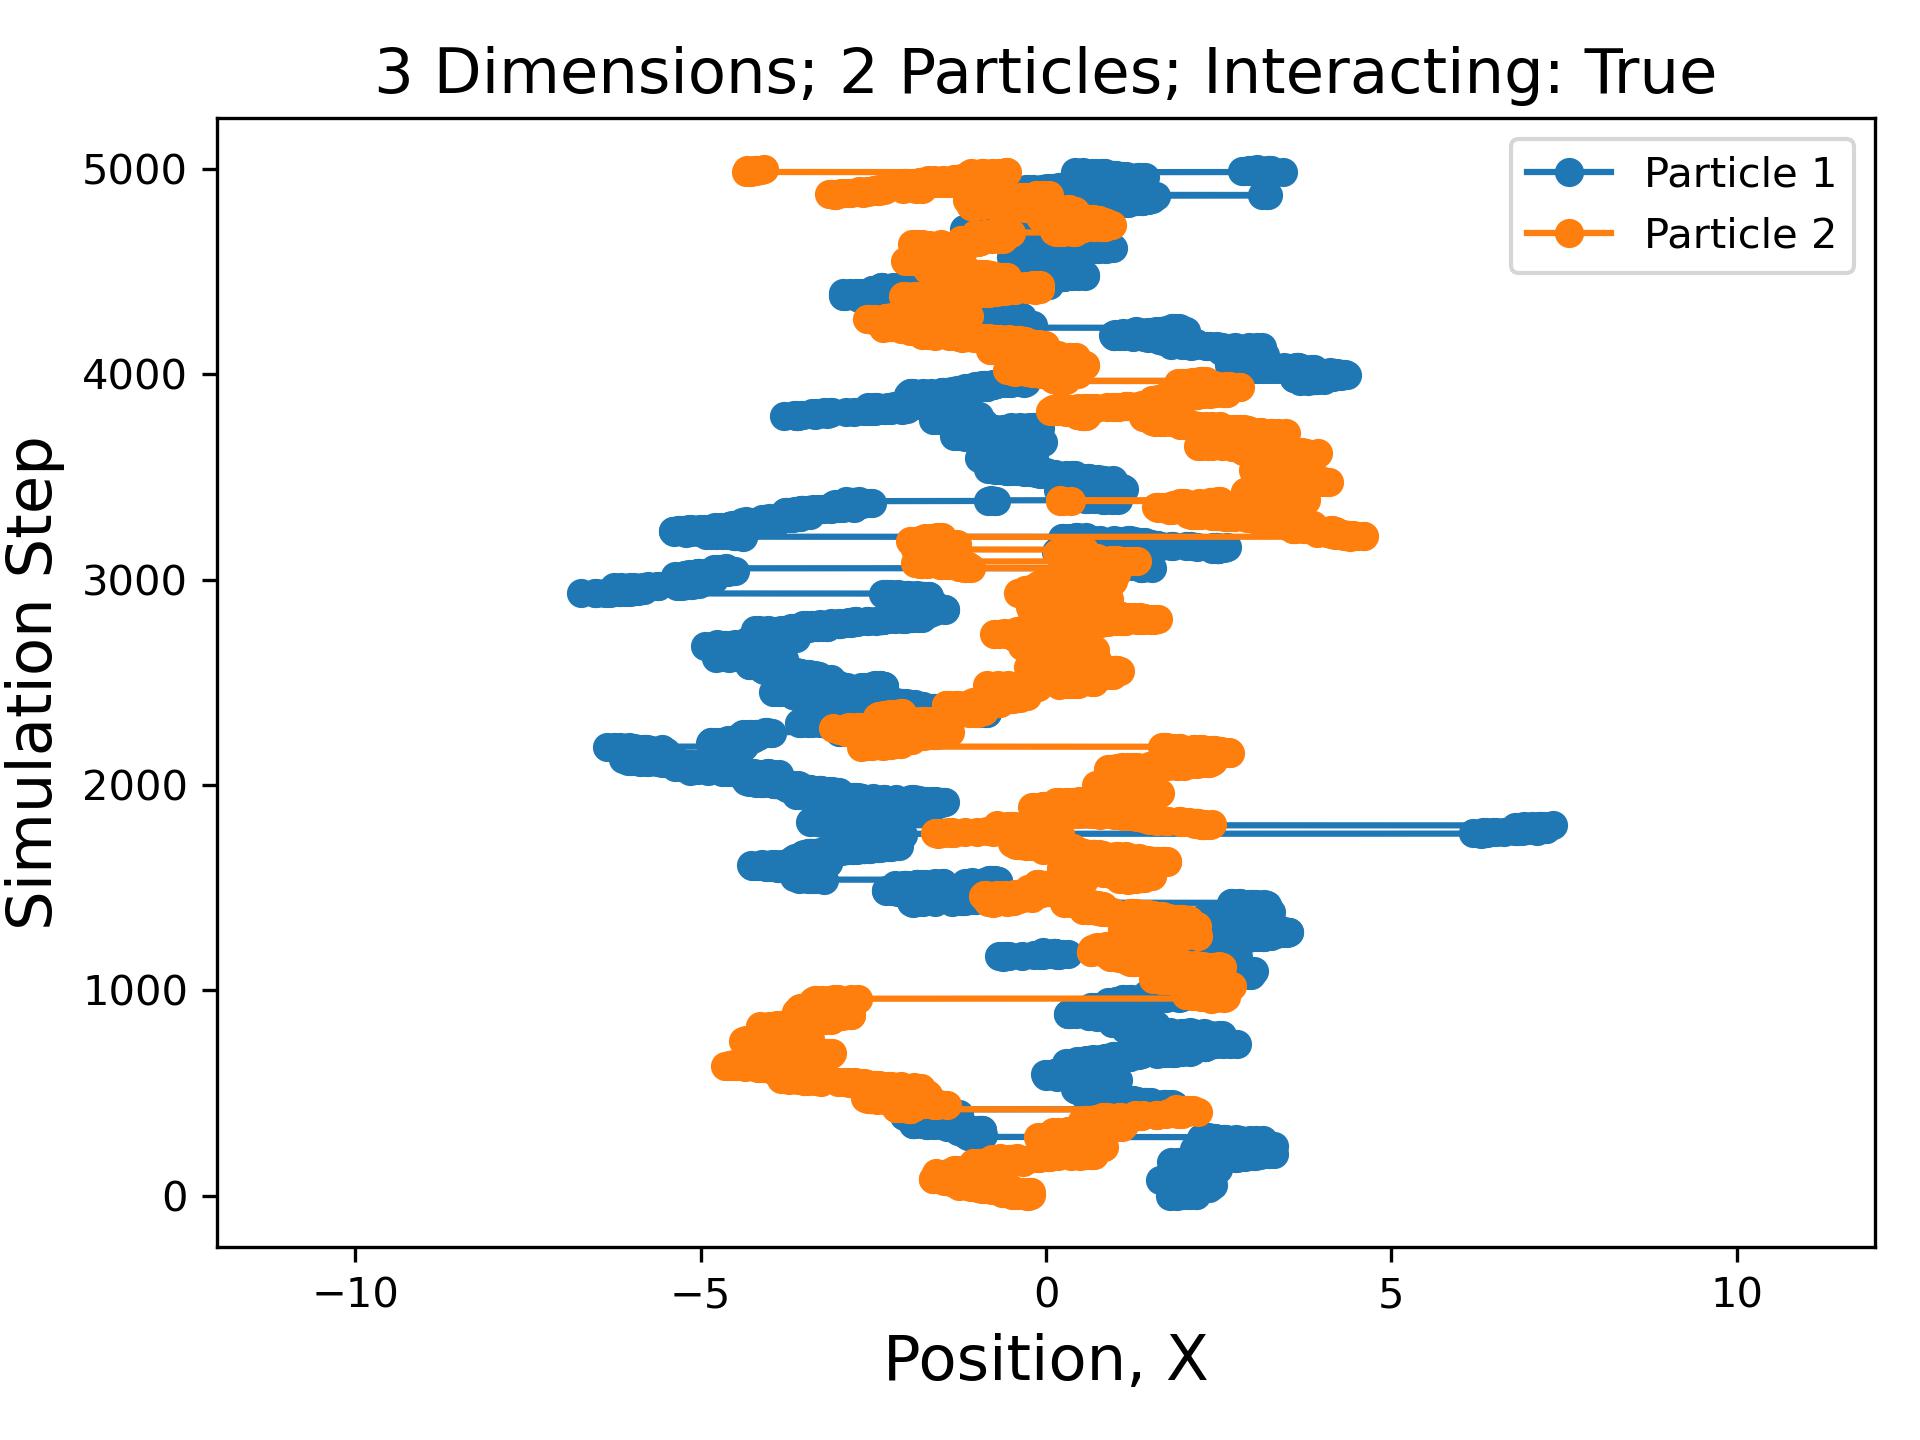 3 Dimensions; 2 Particles; Interacting: True
Particle 1
Particle 2
Simulation Step
5000
4000
3000
2000
1000
0
−10
−5
0
5
10
Position, X